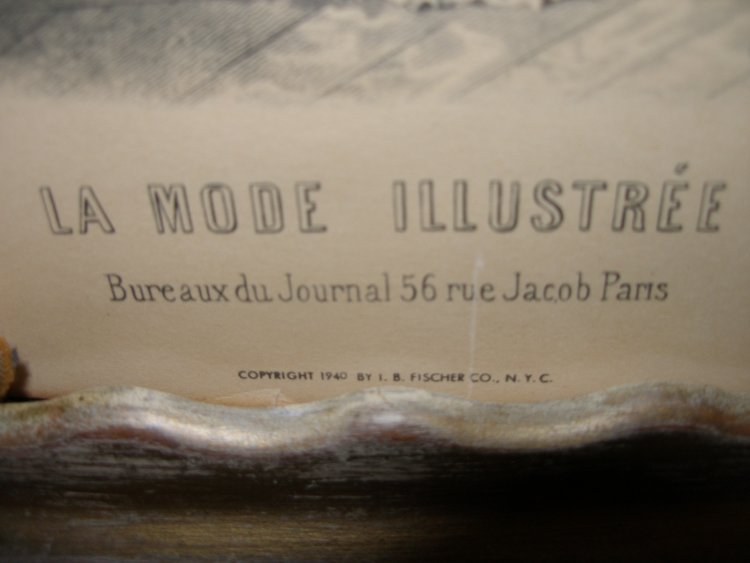 LA MODE ILLUSTRÉE
Bureaux du Journal 56 rue Jacob Paris
COPYRIGHT 1940 BY I. B. FISCHER CO., N. Y. C.